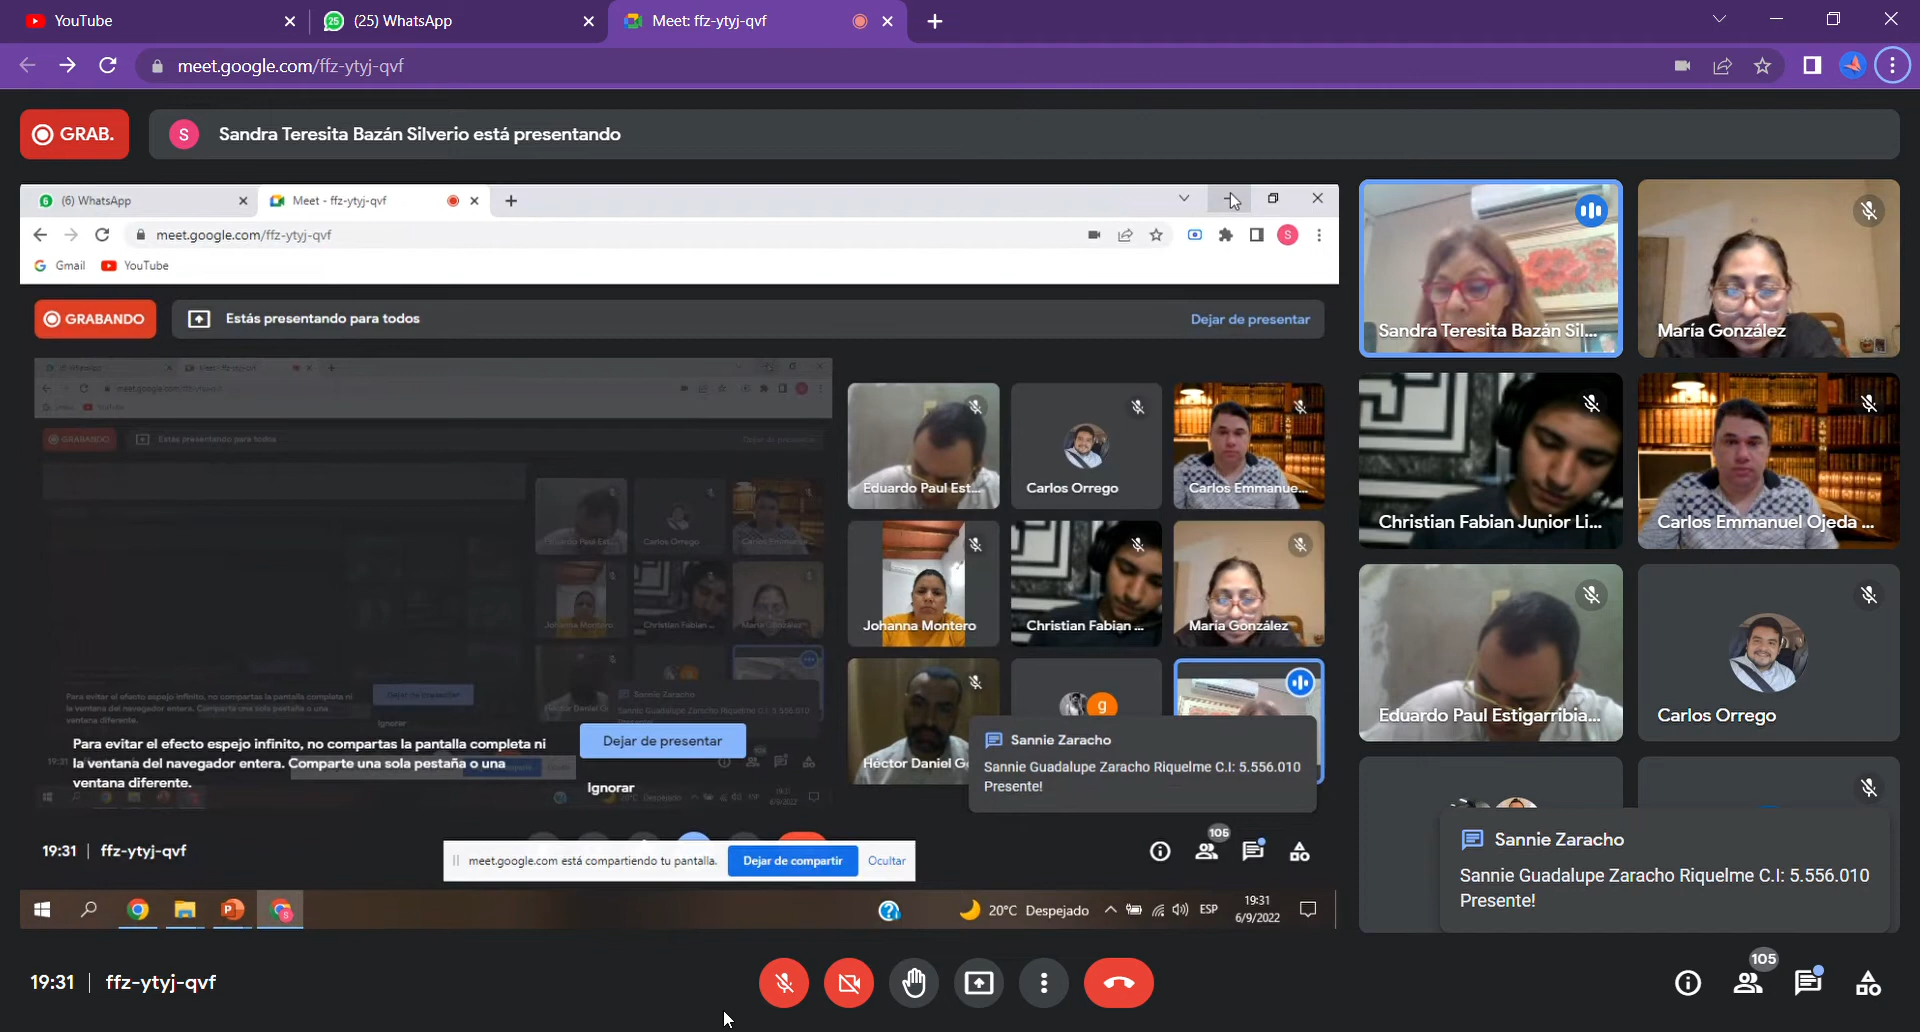 YouTube
(25) WhatsApp
Meet: ffz-ytyj-qvf
meet.google.com/ffz-ytyj-qvf
GRAB.
S
Sandra Teresita Bazán Silverio está presentando
(6) WhatsApp
Meet - ffz-ytyj-qvf
meet.google.com/ffz-ytyj-qvf
S
Gmail
YouTube
GRABANDO
Estás presentando para todos
Dejar de presentar
Eduardo Paul Est...
Carlos Orrego
Carlos Emmanue...
Johanna Montero
Christian Fabian ...
María González
Héctor Daniel G
g
Sannie Zaracho
Sannie Guadalupe Zaracho Riquelme C.I: 5.556.010
Presente!
Para evitar el efecto espejo infinito, no compartas la pantalla completa ni
la ventana del navegador entera. Comparte una sola pestaña o una
ventana diferente.
Dejar de presentar
Ignorar
19:31
ffz-ytyj-qvf
105
meet.google.com está compartiendo tu pantalla.
Dejar de compartir
Ocultar
20°C Despejado
ESP
19:31
6/9/2022
Sandra Teresita Bazán Sil...
María González
Christian Fabian Junior Li...
Carlos Emmanuel Ojeda ...
Eduardo Paul Estigarribia...
Carlos Orrego
Sannie Zaracho
Sannie Guadalupe Zaracho Riquelme C.I: 5.556.010
Presente!
19:31
ffz-ytyj-qvf
105